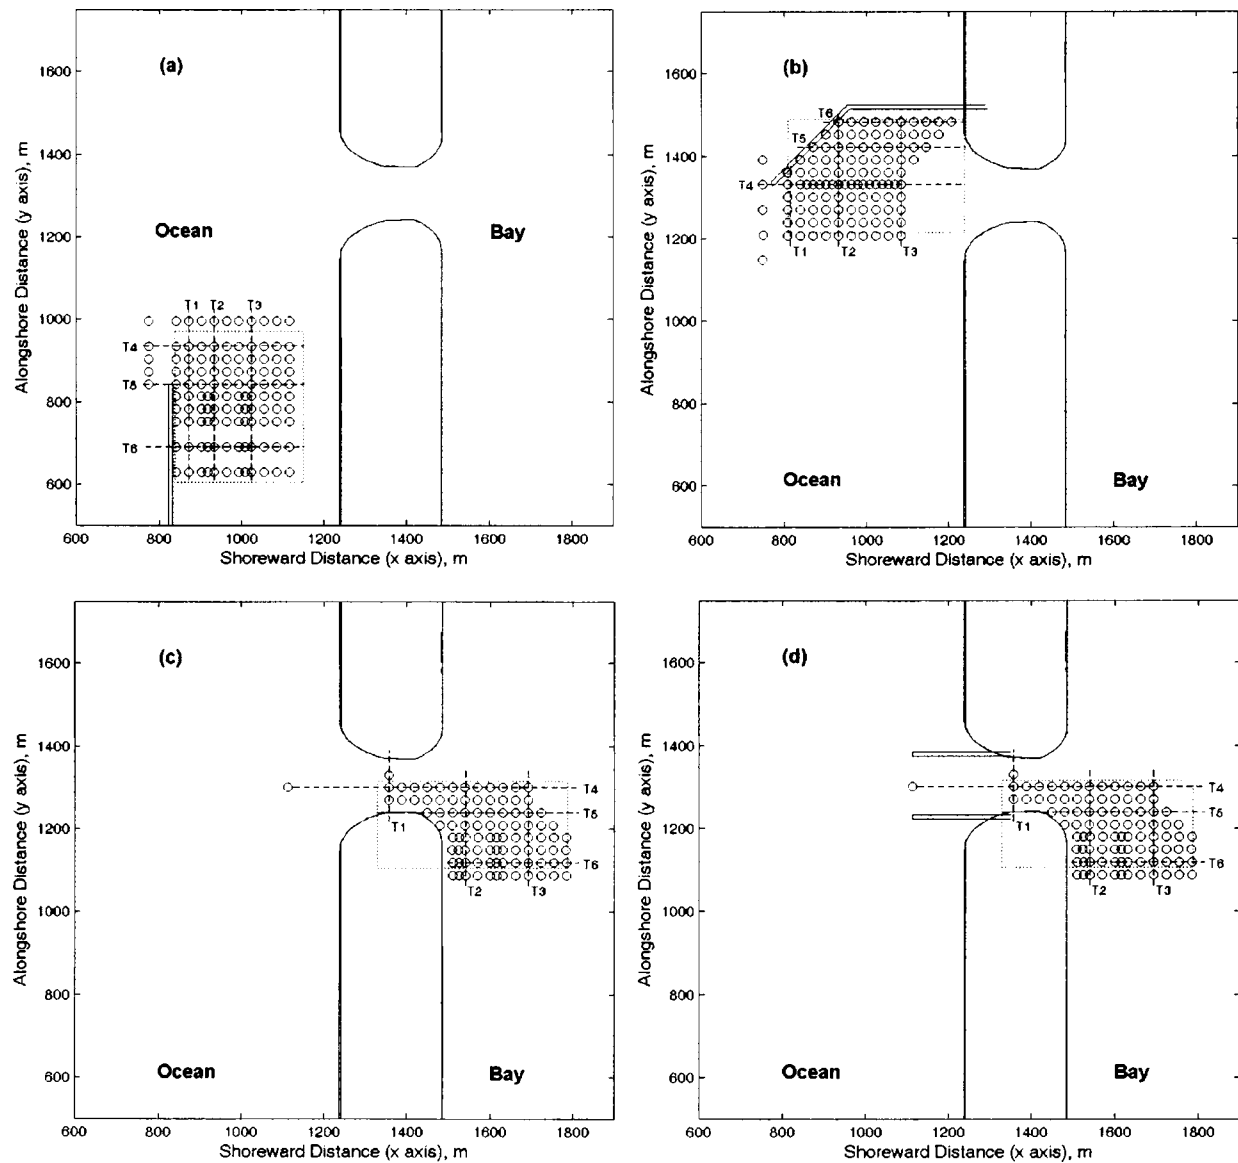 (a)
Alongshore Distance (y axis), m
1600
1400
1200
1000
800
600
Ocean
Bay
T1 T2 T3
T4
T5
T6
600 800 1000 1200 1400 1600 1800
Shoreward Distance (x axis), m
(b)
Alongshore Distance (y axis), m
1600
1400
1200
1000
800
600
T6
T5
T4
T1 T2 T3
Ocean
Bay
600 800 1000 1200 1400 1600 1800
Shoreward Distance (x axis), m
(c)
Alongshore Distance (y axis), m
1600
1400
1200
1000
800
600
T4
T1
T5
T6
T2 T3
Ocean
Bay
600 800 1000 1200 1400 1600 1800
Shoreward Distance (x axis), m
(d)
Alongshore Distance (y axis), m
1600
1400
1200
1000
800
600
T4
T1
T5
T6
T2 T3
Ocean
Bay
600 800 1000 1200 1400 1600 1800
Shoreward Distance (x axis), m